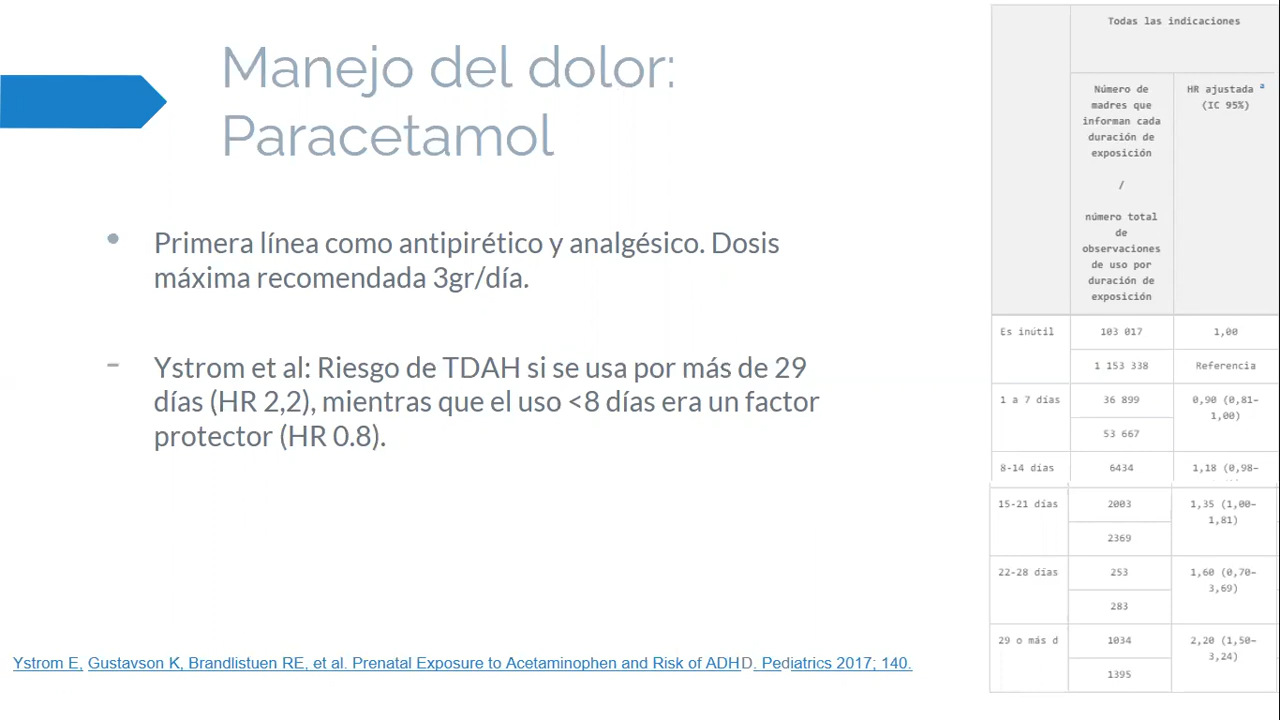 Manejo del dolor:
Paracetamol
Primera línea como antipirético y analgésico. Dosis
máxima recomendada 3gr/día.
Ystrom et al: Riesgo de TDAH si se usa por más de 29
días (HR 2,2), mientras que el uso <8 días era un factor
protector (HR 0.8).
Ystrom E, Gustavson K, Brandlistuen RE, et al. Prenatal Exposure to Acetaminophen and Risk of ADHD. Pediatrics 2017; 140.
Todas las indicaciones
Número de
madres que
informan cada
duración de
exposición
/
número total
de
observaciones
de uso por
duración de
exposición
HR ajustada a
(IC 95%)
Es inútil 103 017 1,00
1 153 338 Referencia
1 a 7 días 36 899 0,90 (0,81–
1,00)
53 667
8-14 días 6434 1,18 (0,98–
15-21 días 2003 1,35 (1,00–
1,81)
2369
22-28 días 253 1,60 (0,70–
3,69)
283
29 o más d 1034 2,20 (1,50–
3,24)
1395